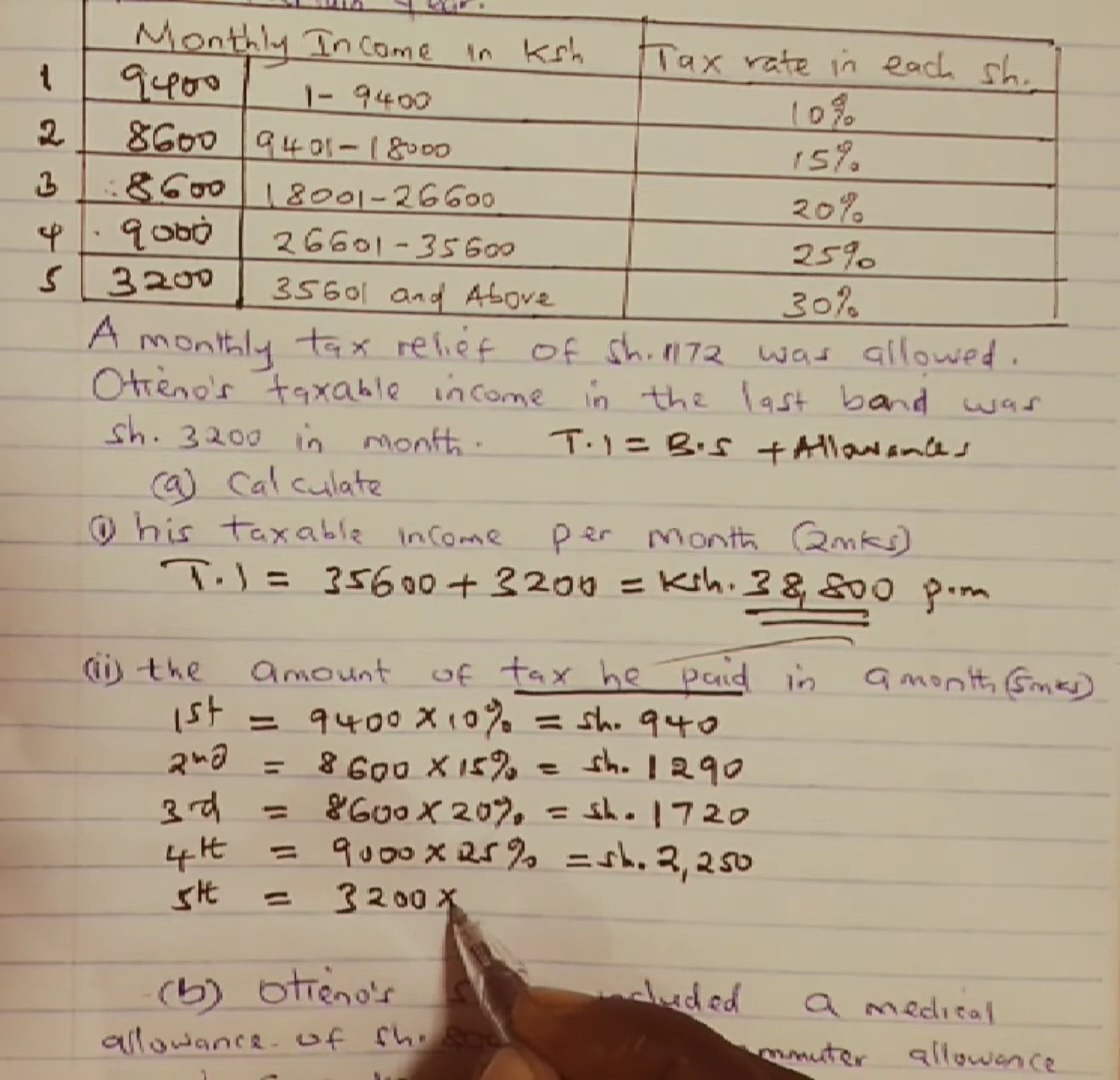 Monthly Income in Ksh Tax rate in each sh.
1 9400 1-9400 10%
2 8600 9401-18000 15%
3 8600 18001-26600 20%
4 9000 26601-35600 25%
5 3200 35601 and Above 30%
A monthly tax relief of sh. 1172 was allowed.
Otieno's taxable income in the last band was
sh. 3200 in month. T.I = B.S + Allowances
(a) Calculate
(i) his taxable income per month (2mks)
T.I = 35600 + 3200 = Ksh. 38,800 p.m
(ii) the amount of tax he paid in a month (5mks)
1st = 9400 x 10% = sh. 940
2nd = 8600 x 15% = sh. 1290
3rd = 8600 x 20% = sh. 1720
4th = 9000 x 25% = sh. 2,250
5th = 3200 x
(b) Otieno's included a medical
allowance of sh. commuter allowance